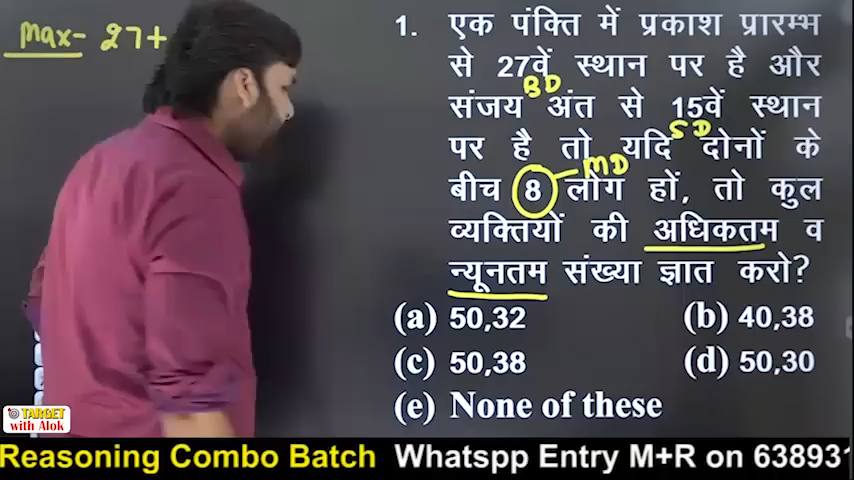 Max- 27+
1. एक पंक्ति में प्रकाश प्रारम्भ
से 27वें स्थान पर है और
BD
संजय अंत से 15वें स्थान
SD
पर है तो यदि दोनों के
MD
बीच 8 लोग हों, तो कुल
व्यक्तियों की अधिकतम व
न्यूनतम संख्या ज्ञात करो?
(a) 50,32
(b) 40,38
(c) 50,38
(d) 50,30
(e) None of these
TARGET
with Alok
Reasoning Combo Batch Whatspp Entry M+R on 638931